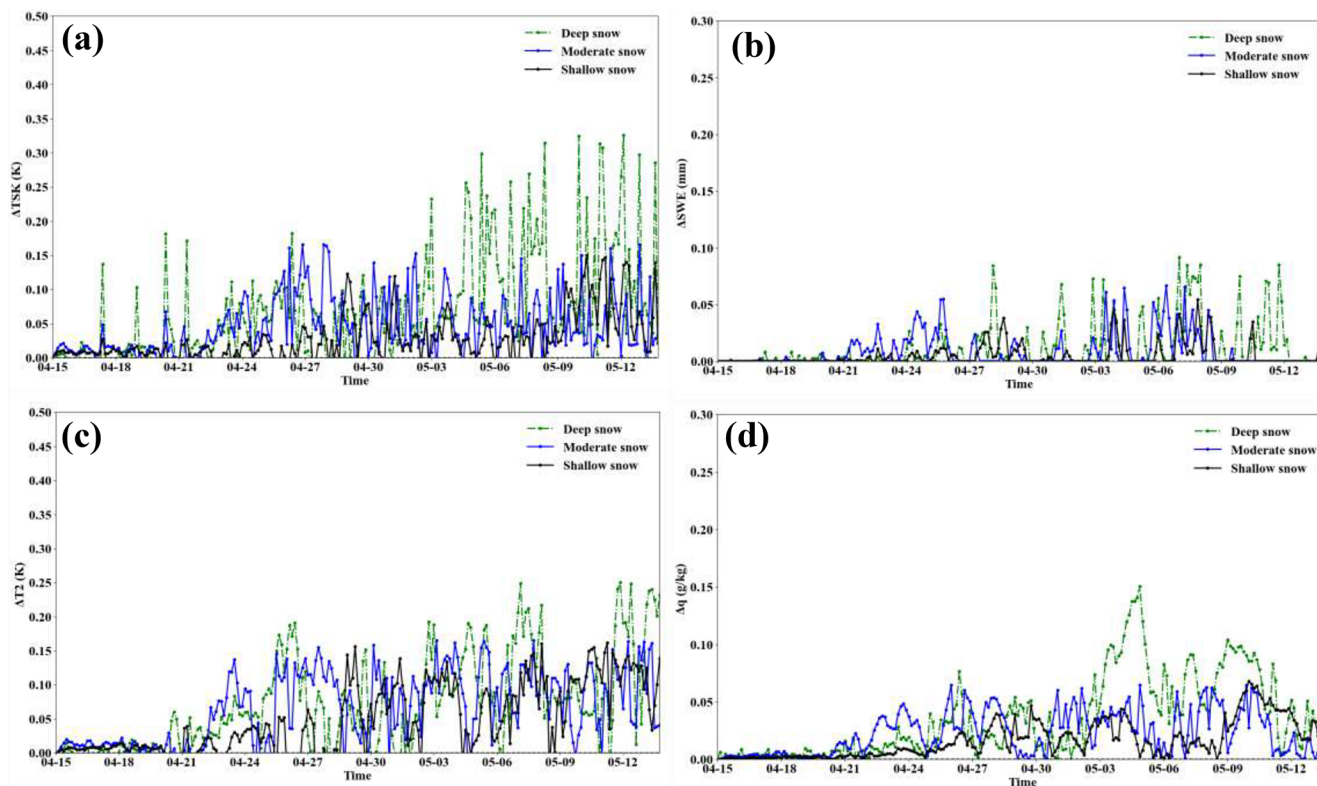 (a)
Deep snow
Moderate snow
Shallow snow
ΔTSK (K)
0.50
0.45
0.40
0.35
0.30
0.25
0.20
0.15
0.10
0.05
0.00
04-15 04-18 04-21 04-24 04-27 04-30 05-03 05-06 05-09 05-12
Time
(b)
Deep snow
Moderate snow
Shallow snow
ΔSWE (mm)
0.30
0.25
0.20
0.15
0.10
0.05
0.00
04-15 04-18 04-21 04-24 04-27 04-30 05-03 05-06 05-09 05-12
Time
(c)
Deep snow
Moderate snow
Shallow snow
ΔT2 (K)
0.50
0.45
0.40
0.35
0.30
0.25
0.20
0.15
0.10
0.05
0.00
04-15 04-18 04-21 04-24 04-27 04-30 05-03 05-06 05-09 05-12
Time
(d)
Deep snow
Moderate snow
Shallow snow
Δq (g/kg)
0.30
0.25
0.20
0.15
0.10
0.05
0.00
04-15 04-18 04-21 04-24 04-27 04-30 05-03 05-06 05-09 05-12
Time